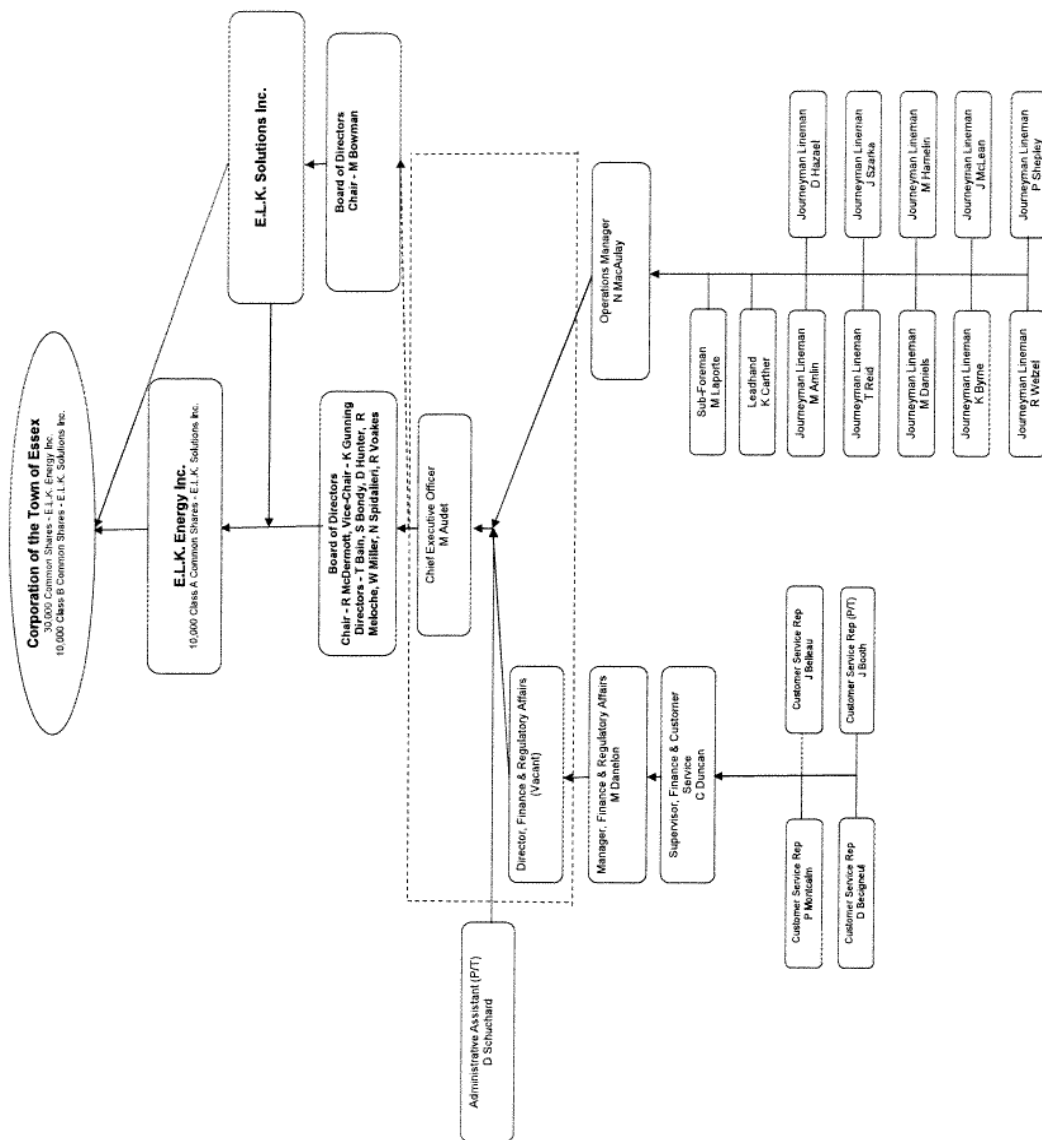 Corporation of the Town of Essex
30,000 Common Shares - E.L.K. Energy Inc.
10,000 Class B Common Shares - E.L.K. Solutions Inc.
E.L.K. Energy Inc.
10,000 Class A Common Shares - E.L.K. Solutions Inc.
E.L.K. Solutions Inc.
Board of Directors
Chair - R McDermott, Vice-Chair - K Gunning
Directors - T Bain, S Bondy, D Hunter, R
Meloche, W Miller, N Spidalieri, R Voakes
Board of Directors
Chair - M Bowman
Chief Executive Officer
M Audet
Administrative Assistant (P/T)
D Schuchard
Director, Finance & Regulatory Affairs
(Vacant)
Manager, Finance & Regulatory Affairs
M Danelon
Supervisor, Finance & Customer
Service
C Duncan
Customer Service Rep
P Montcalm
Customer Service Rep
J Belleau
Customer Service Rep
D Becigneul
Customer Service Rep (P/T)
J Booth
Operations Manager
N MacAulay
Sub-Foreman
M Laporte
Leadhand
K Carther
Journeyman Lineman
M Amlin
Journeyman Lineman
D Hazael
Journeyman Lineman
T Reid
Journeyman Lineman
J Szarka
Journeyman Lineman
M Daniels
Journeyman Lineman
M Hamelin
Journeyman Lineman
K Byrne
Journeyman Lineman
J McLean
Journeyman Lineman
R Welzel
Journeyman Lineman
P Shepley